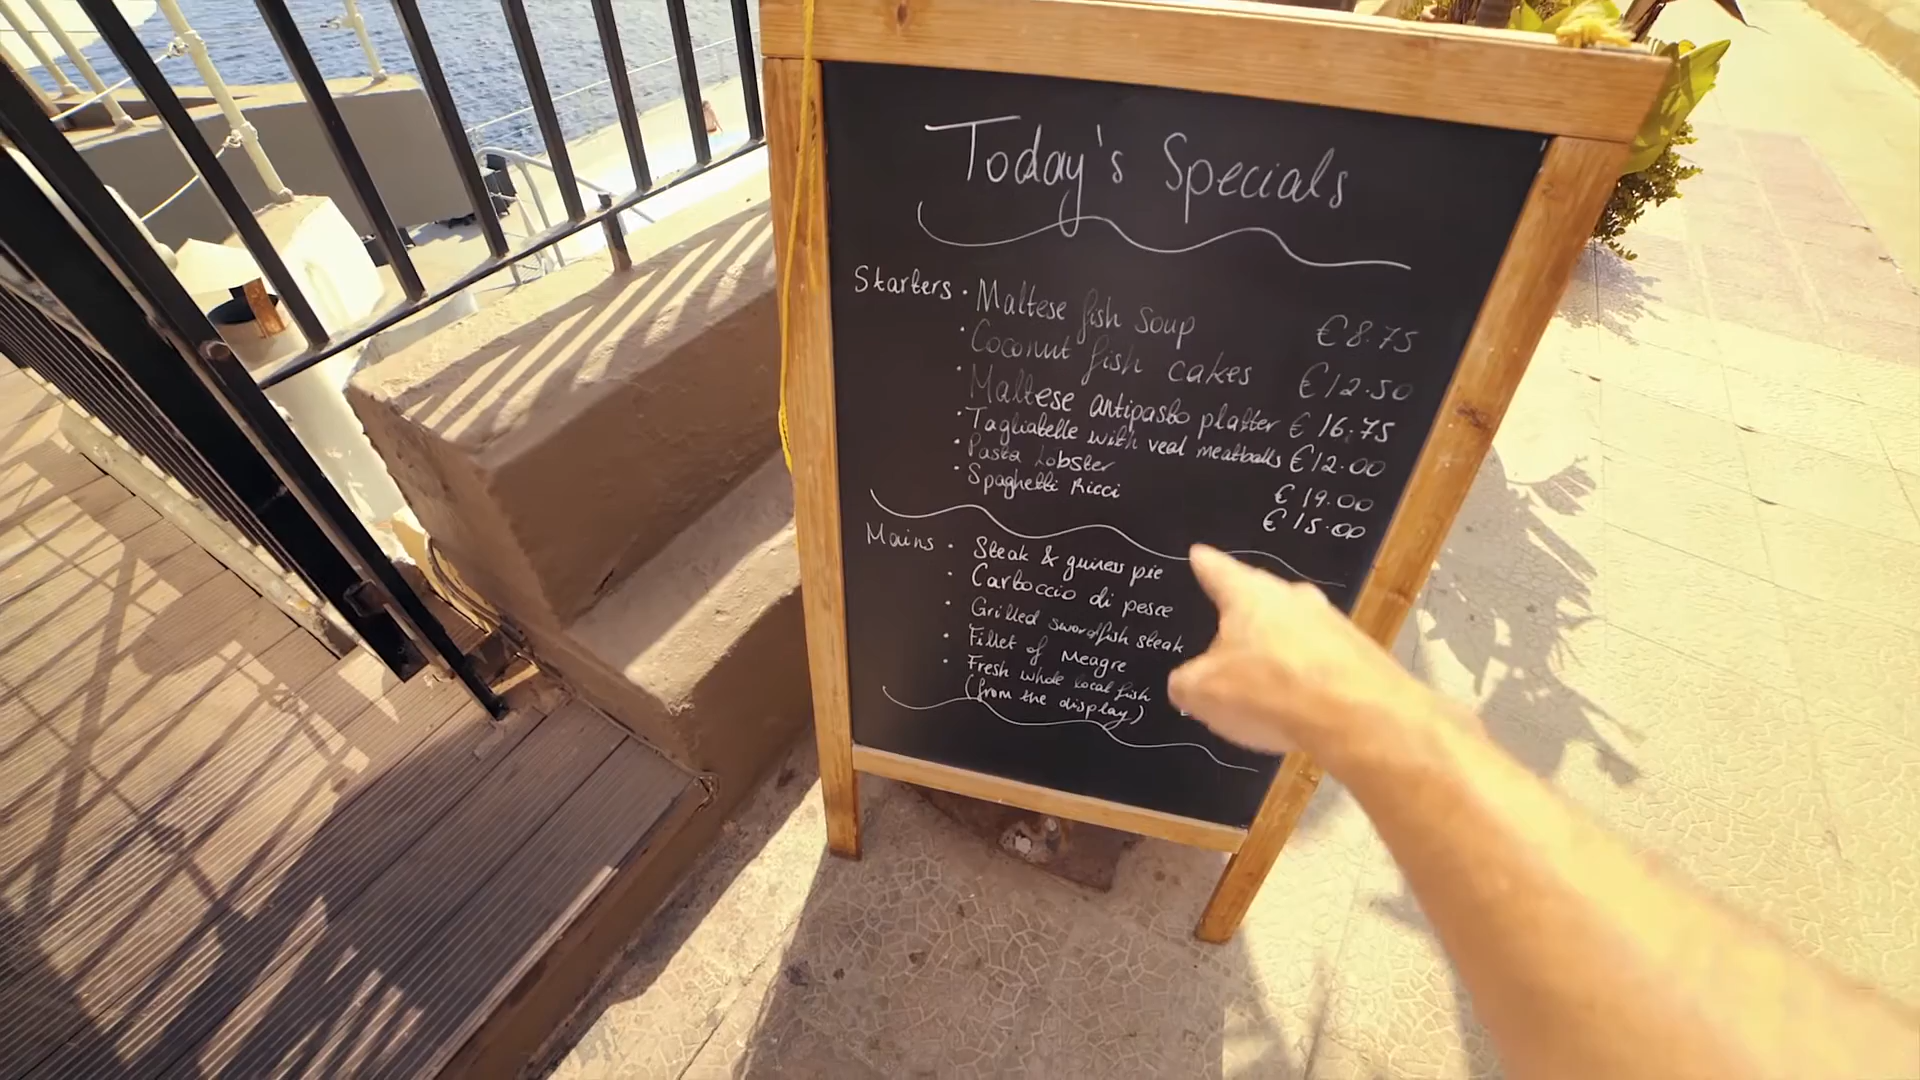 Today's Specials
Starters · Maltese fish soup €8.75
· Coconut fish cakes €12.50
· Maltese antipasto platter €16.75
· Tagliatelle with veal meatballs €12.00
· Pasta Lobster €19.00
· Spaghetti Ricci €15.00
Mains · Steak & guiness pie
· Cartoccio di pesce
· Grilled swordfish steak
· Fillet of Meagre
· Fresh whole local fish
(from the display)